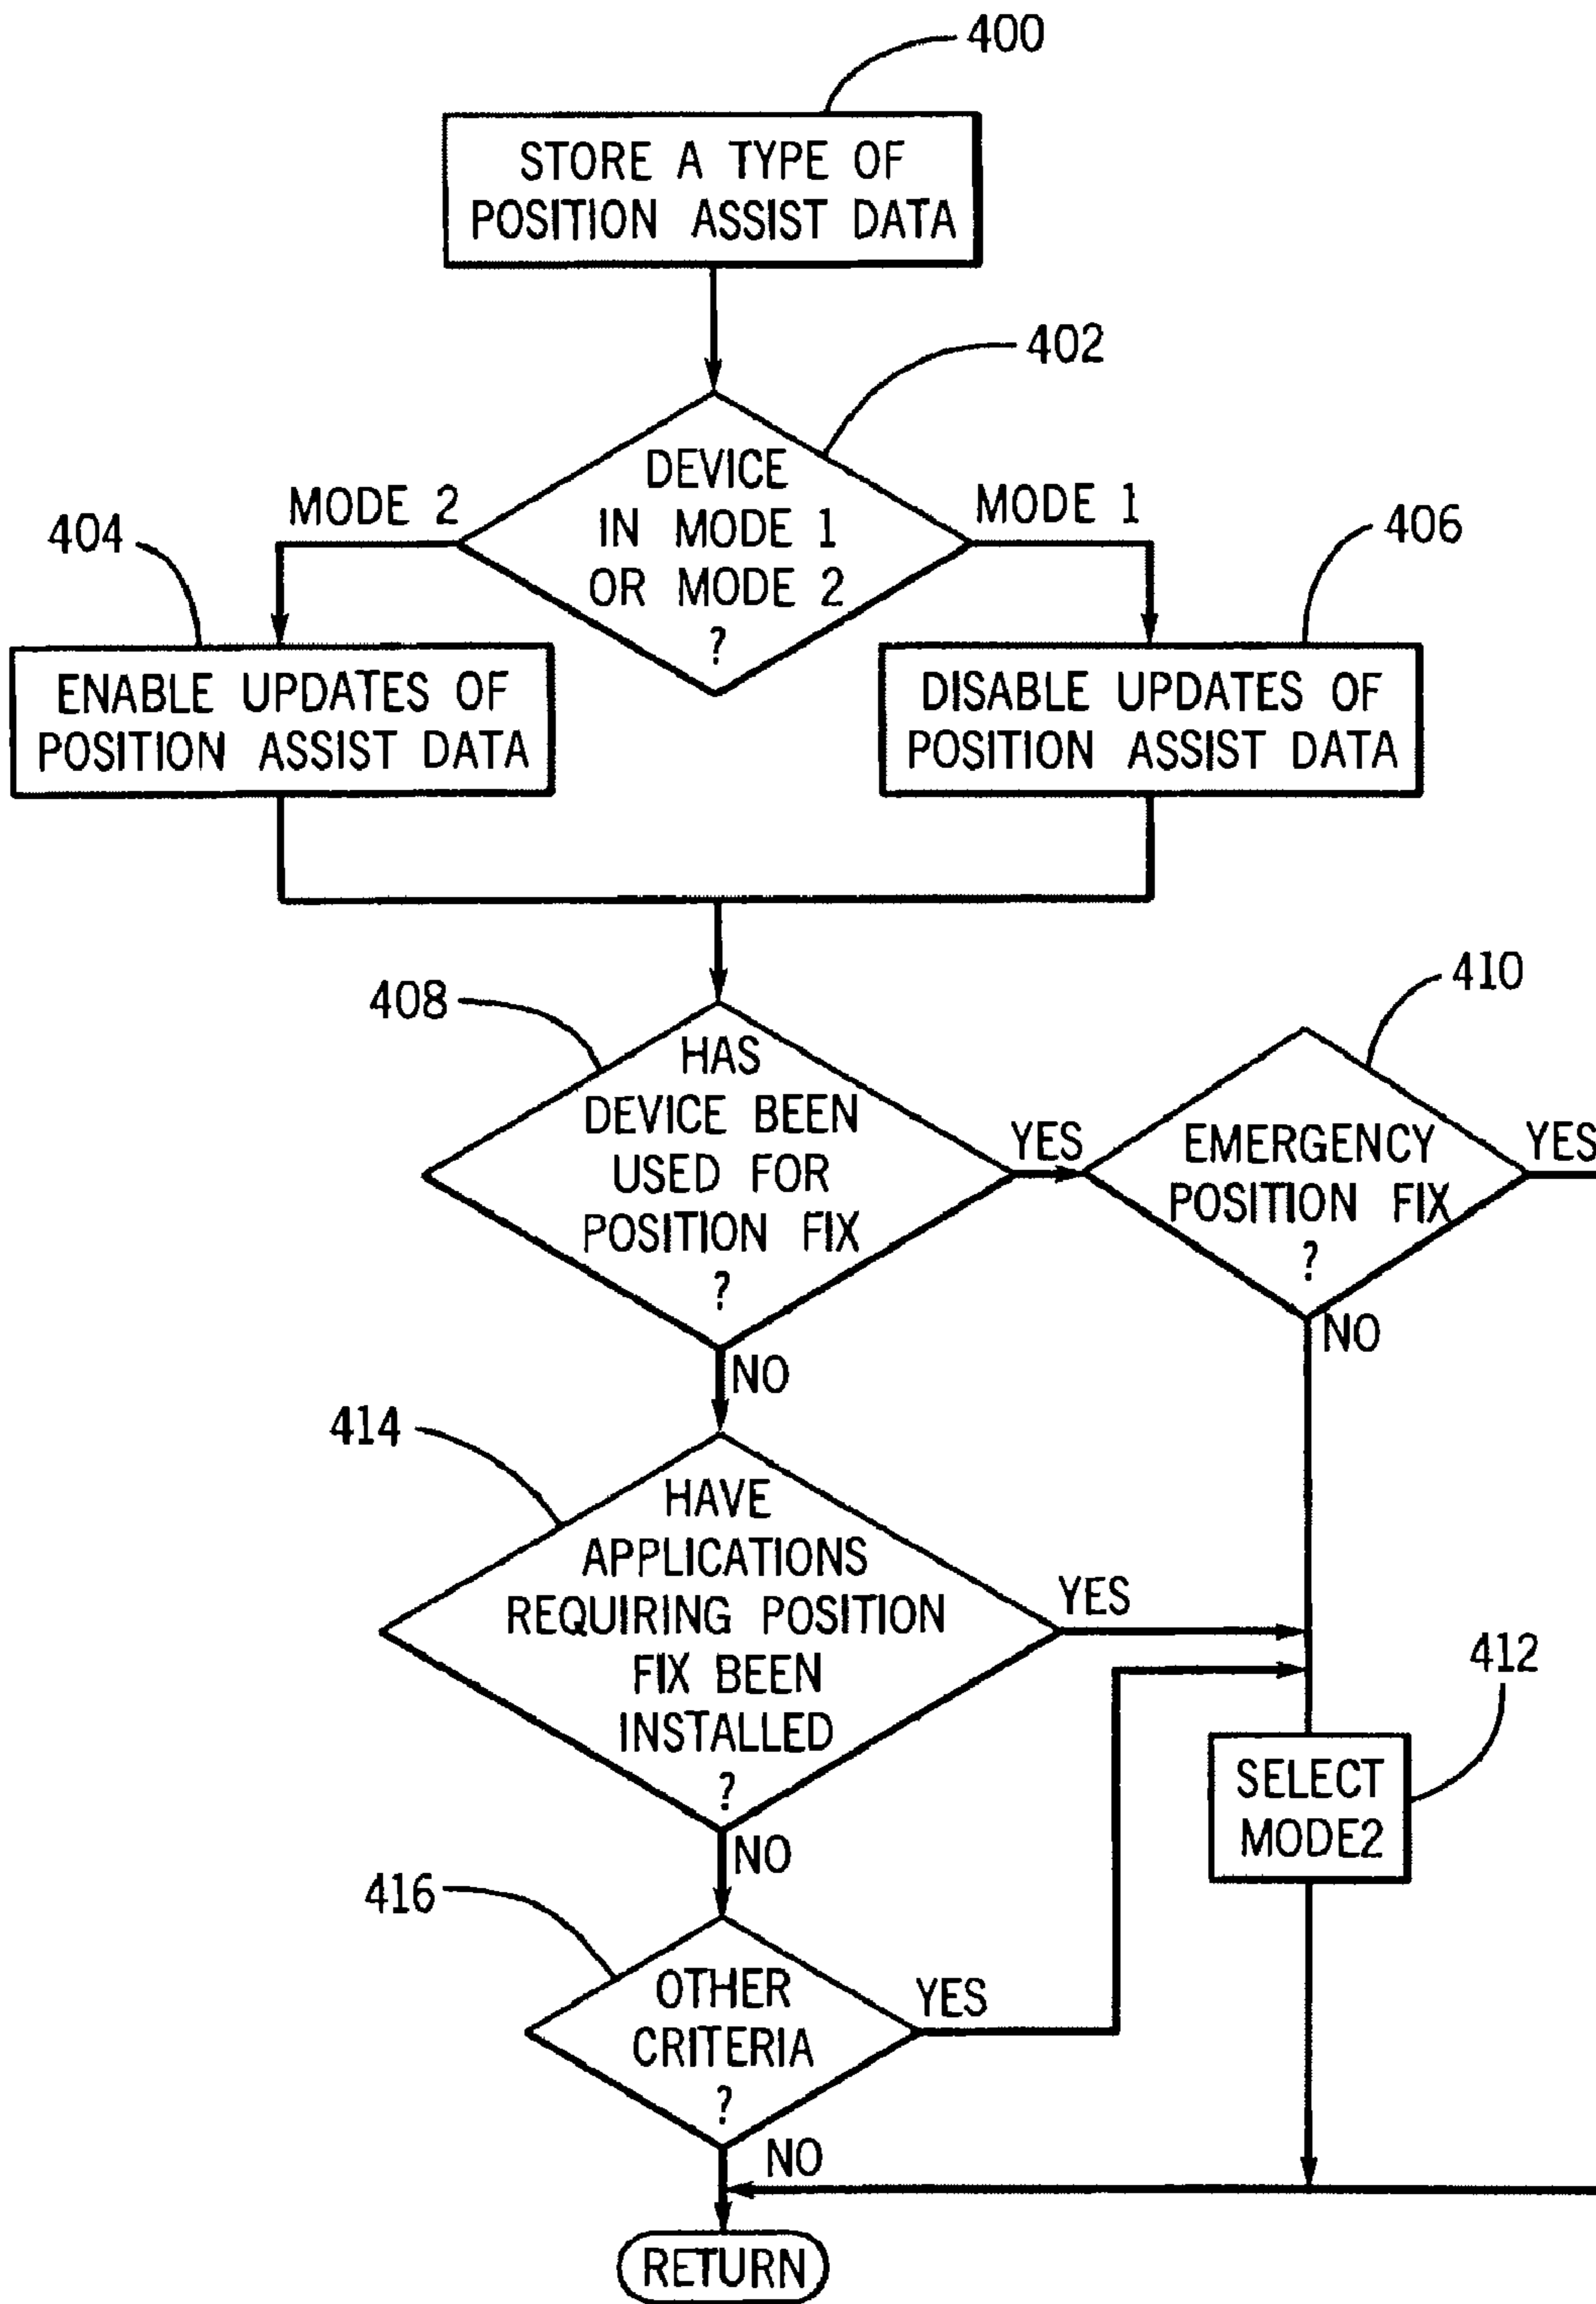 400
STORE A TYPE OF
POSITION ASSIST DATA
402
DEVICE
IN MODE 1
OR MODE 2
?
MODE 2
MODE 1
404
406
ENABLE UPDATES OF
POSITION ASSIST DATA
DISABLE UPDATES OF
POSITION ASSIST DATA
408
HAS
DEVICE BEEN
USED FOR
POSITION FIX
?
YES
410
EMERGENCY
POSITION FIX
?
YES
NO
NO
414
HAVE
APPLICATIONS
REQUIRING POSITION
FIX BEEN
INSTALLED
?
YES
412
SELECT
MODE2
NO
416
OTHER
CRITERIA
?
YES
NO
RETURN